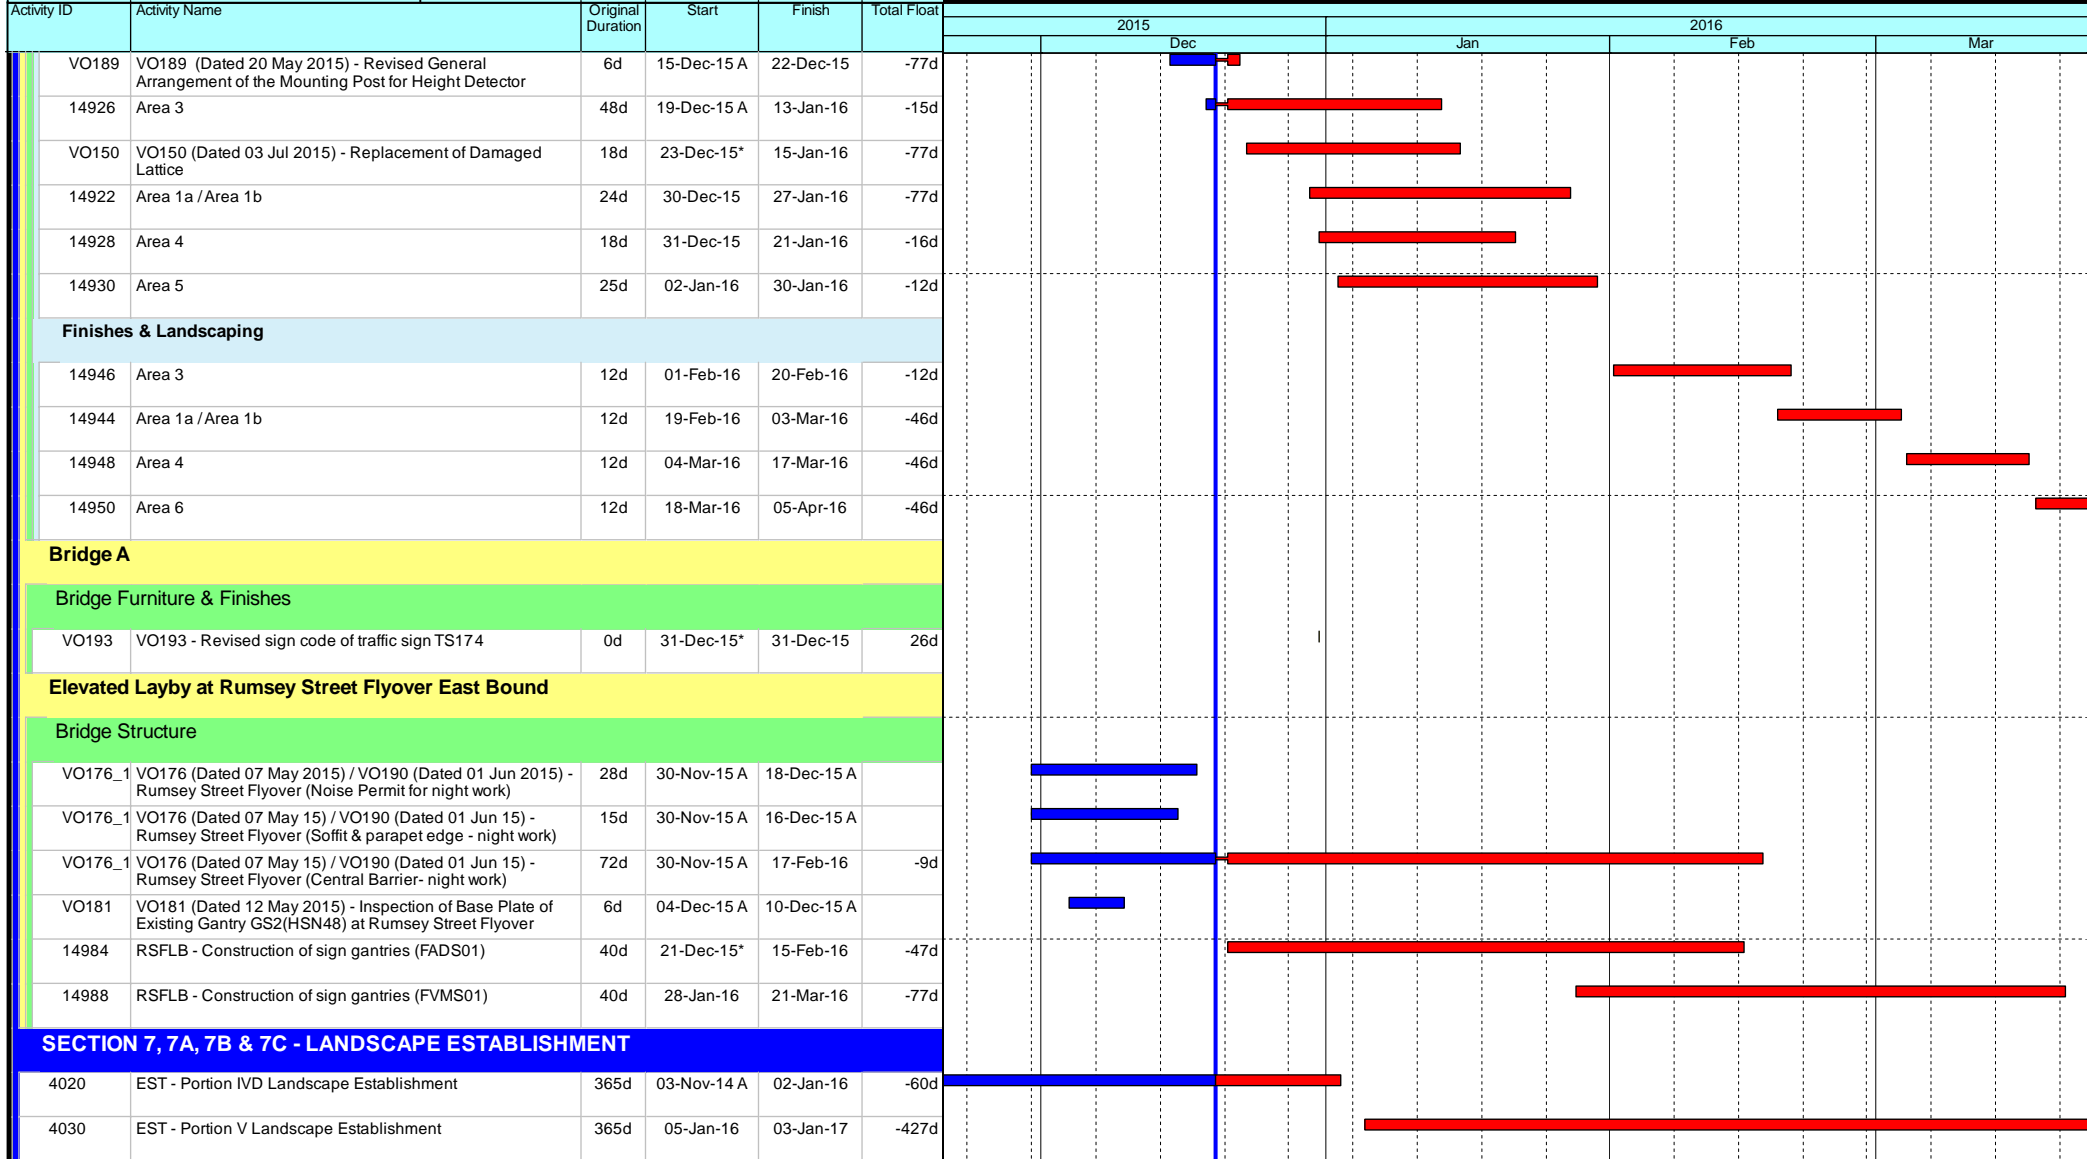 Activity ID Activity Name Original Duration Start Finish Total Float
2015 2016
Dec Jan Feb Mar
VO189 VO189 (Dated 20 May 2015) - Revised General 6d 15-Dec-15 A 22-Dec-15 -77d
Arrangement of the Mounting Post for Height Detector
14926 Area 3 48d 19-Dec-15 A 13-Jan-16 -15d
VO150 VO150 (Dated 03 Jul 2015) - Replacement of Damaged 18d 23-Dec-15* 15-Jan-16 -77d
Lattice
14922 Area 1a / Area 1b 24d 30-Dec-15 27-Jan-16 -77d
14928 Area 4 18d 31-Dec-15 21-Jan-16 -16d
14930 Area 5 25d 02-Jan-16 30-Jan-16 -12d
Finishes & Landscaping
14946 Area 3 12d 01-Feb-16 20-Feb-16 -12d
14944 Area 1a / Area 1b 12d 19-Feb-16 03-Mar-16 -46d
14948 Area 4 12d 04-Mar-16 17-Mar-16 -46d
14950 Area 6 12d 18-Mar-16 05-Apr-16 -46d
Bridge A
Bridge Furniture & Finishes
VO193 VO193 - Revised sign code of traffic sign TS174 0d 31-Dec-15* 31-Dec-15 26d
Elevated Layby at Rumsey Street Flyover East Bound
Bridge Structure
VO176_1 VO176 (Dated 07 May 2015) / VO190 (Dated 01 Jun 2015) - 28d 30-Nov-15 A 18-Dec-15 A
Rumsey Street Flyover (Noise Permit for night work)
VO176_1 VO176 (Dated 07 May 15) / VO190 (Dated 01 Jun 15) - 15d 30-Nov-15 A 16-Dec-15 A
Rumsey Street Flyover (Soffit & parapet edge - night work)
VO176_1 VO176 (Dated 07 May 15) / VO190 (Dated 01 Jun 15) - 72d 30-Nov-15 A 17-Feb-16 -9d
Rumsey Street Flyover (Central Barrier- night work)
VO181 VO181 (Dated 12 May 2015) - Inspection of Base Plate of 6d 04-Dec-15 A 10-Dec-15 A
Existing Gantry GS2(HSN48) at Rumsey Street Flyover
14984 RSFLB - Construction of sign gantries (FADS01) 40d 21-Dec-15* 15-Feb-16 -47d
14988 RSFLB - Construction of sign gantries (FVMS01) 40d 28-Jan-16 21-Mar-16 -77d
SECTION 7, 7A, 7B & 7C - LANDSCAPE ESTABLISHMENT
4020 EST - Portion IVD Landscape Establishment 365d 03-Nov-14 A 02-Jan-16 -60d
4030 EST - Portion V Landscape Establishment 365d 05-Jan-16 03-Jan-17 -427d